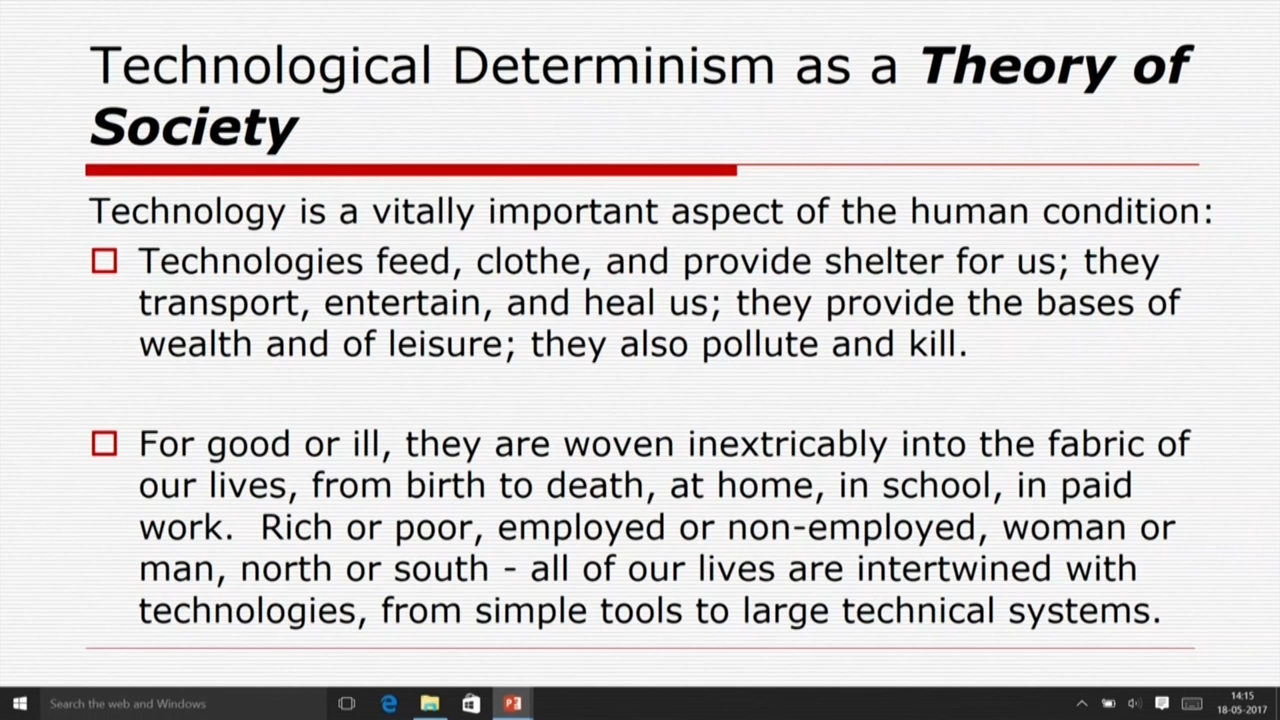 Technological Determinism as a Theory of
Society
Technology is a vitally important aspect of the human condition:
Technologies feed, clothe, and provide shelter for us; they
transport, entertain, and heal us; they provide the bases of
wealth and of leisure; they also pollute and kill.
For good or ill, they are woven inextricably into the fabric of
our lives, from birth to death, at home, in school, in paid
work.  Rich or poor, employed or non-employed, woman or
man, north or south - all of our lives are intertwined with
technologies, from simple tools to large technical systems.
Search the web and Windows
14:15
18-05-2017